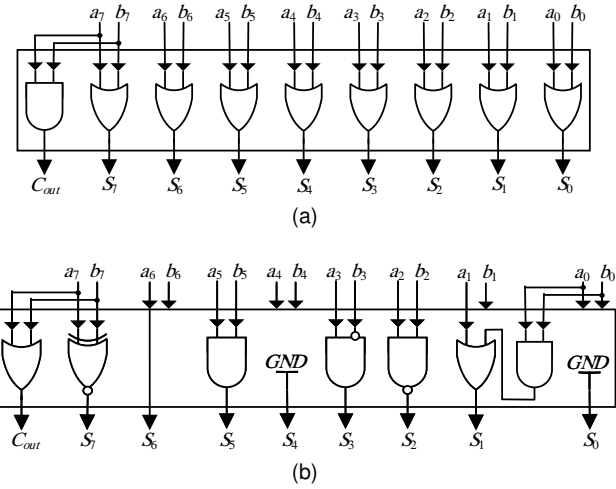 a₇ b₇ a₆ b₆ a₅ b₅ a₄ b₄ a₃ b₃ a₂ b₂ a₁ b₁ a₀ b₀
C_out S₇ S₆ S₅ S₄ S₃ S₂ S₁ S₀
(a)
a₇ b₇ a₆ b₆ a₅ b₅ a₄ b₄ a₃ b₃ a₂ b₂ a₁ b₁ a₀ b₀
GND GND
C_out S₇ S₆ S₅ S₄ S₃ S₂ S₁ S₀
(b)